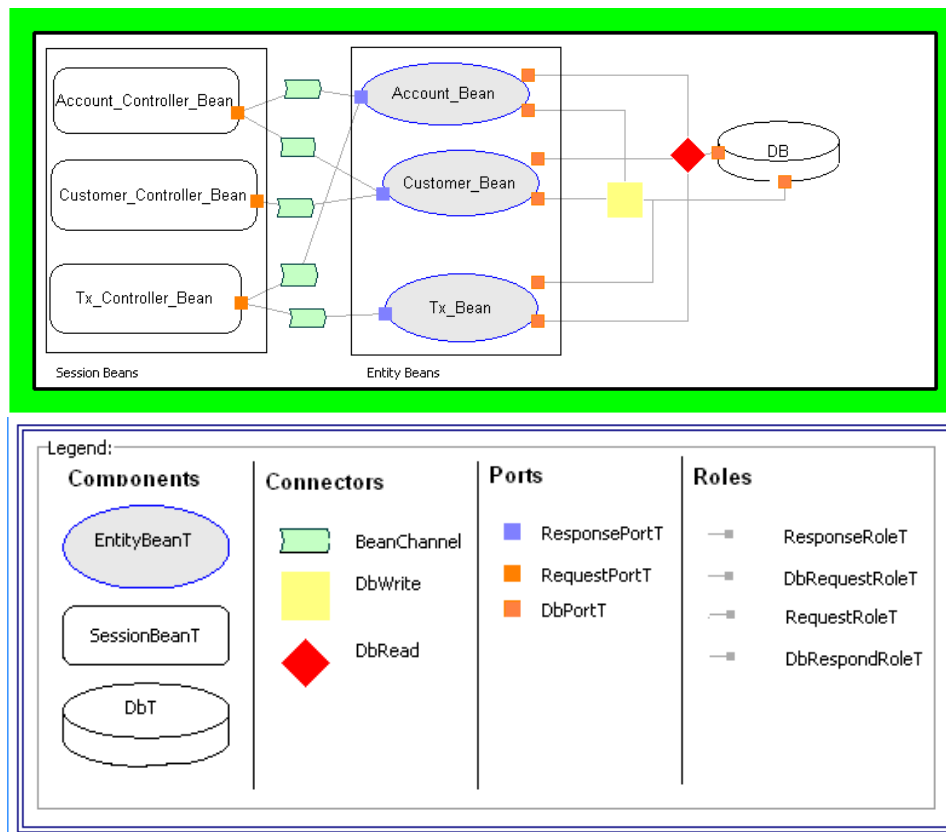 Account_Controller_Bean
Account_Bean
DB
Customer_Controller_Bean
Customer_Bean
Tx_Controller_Bean
Tx_Bean
Session Beans
Entity Beans
Legend:
Components
EntityBeanT
SessionBeanT
DbT
Connectors
BeanChannel
DbWrite
DbRead
Ports
ResponsePortT
RequestPortT
DbPortT
Roles
ResponseRoleT
DbRequestRoleT
RequestRoleT
DbRespondRoleT